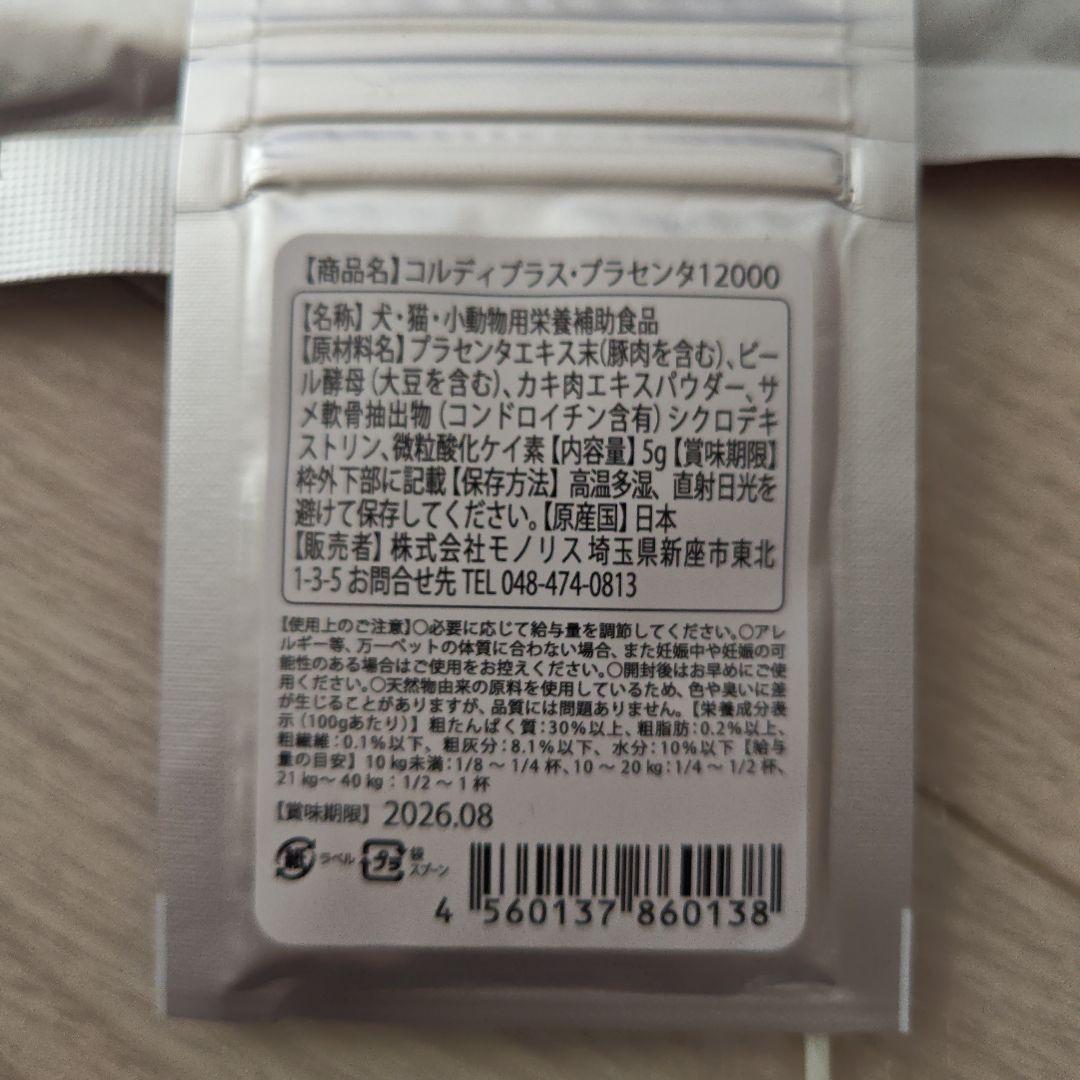 【商品名】コルディプラス・プラセンタ12000
【名称】犬・猫・小動物用栄養補助食品
【原材料名】プラセンタエキス末(豚肉を含む)、ビー
ル酵母(大豆を含む)、カキ肉エキスパウダー、サ
メ軟骨抽出物(コンドロイチン含有)シクロデキ
ストリン、微粒酸化ケイ素【内容量】5g【賞味期限】
枠外下部に記載【保存方法】高温多湿、直射日光を
避けて保存してください。【原産国】日本
【販売者】株式会社モノリス 埼玉県新座市東北
1-3-5 お問合せ先 TEL 048-474-0813
【使用上のご注意】○必要に応じて給与量を調節してください。○アレ
ルギー等、万一ペットの体質に合わない場合、また妊娠中や妊娠の可
能性のある場合はご使用をお控えください。○開封後はお早めにご使
用ください。○天然物由来の原料を使用しているため、色や臭いに差
が生じることがありますが、品質には問題ありません。【栄養成分表
示(100gあたり)】粗たんぱく質:30%以上、粗脂肪:0.2%以上、
粗繊維:0.1%以下、粗灰分:8.1%以下、水分:10%以下【給与
量の目安】10kg未満:1/8～1/4杯、10～20kg:1/4～1/2杯、
21kg～40kg:1/2～1杯
【賞味期限】2026.08
紙 ラベル プラ 袋
スプーン
4 560137 860138